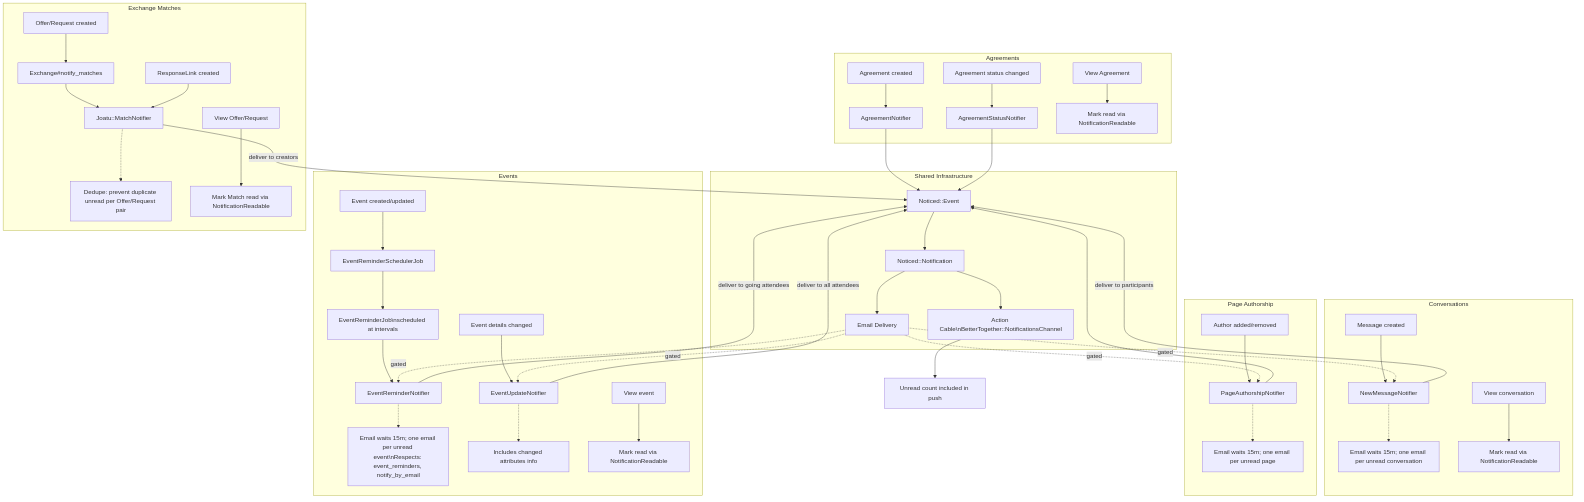 Exchange Matches
Offer/Request created
Exchange#notify_matches
ResponseLink created
Joatu::MatchNotifier
View Offer/Request
deliver to creators
Dedupe: prevent duplicate
unread per Offer/Request
pair
Mark Match read via
NotificationReadable
Agreements
Agreement created
Agreement status changed
View Agreement
AgreementNotifier
AgreementStatusNotifier
Mark read via
NotificationReadable
Events
Event created/updated
EventReminderSchedulerJob
EventReminderJob\nscheduled
at intervals
Event details changed
gated
gated
deliver to going attendees
deliver to all attendees
EventReminderNotifier
EventUpdateNotifier
View event
Email waits 15m; one email
per unread
event\nRespects:
event_reminders,
notify_by_email
Includes changed
attributes info
Mark read via
NotificationReadable
Shared Infrastructure
Noticed::Event
Noticed::Notification
Email Delivery
Action
Cable\nBetterTogether::NotificationsChannel
deliver to participants
gated
gated
Unread count included in
push
Page Authorship
Author added/removed
PageAuthorshipNotifier
Email waits 15m; one email
per unread page
Conversations
Message created
NewMessageNotifier
View conversation
Email waits 15m; one email
per unread conversation
Mark read via
NotificationReadable